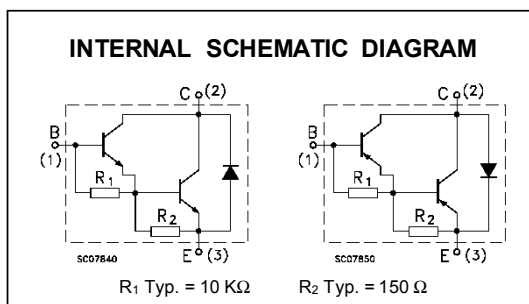 INTERNAL SCHEMATIC DIAGRAM
C (2)
B
(1)
R1
R2
SC07840
E (3)
C (2)
B
(1)
R1
R2
SC07850
E (3)
R1 Typ. = 10 KΩ R2 Typ. = 150 Ω